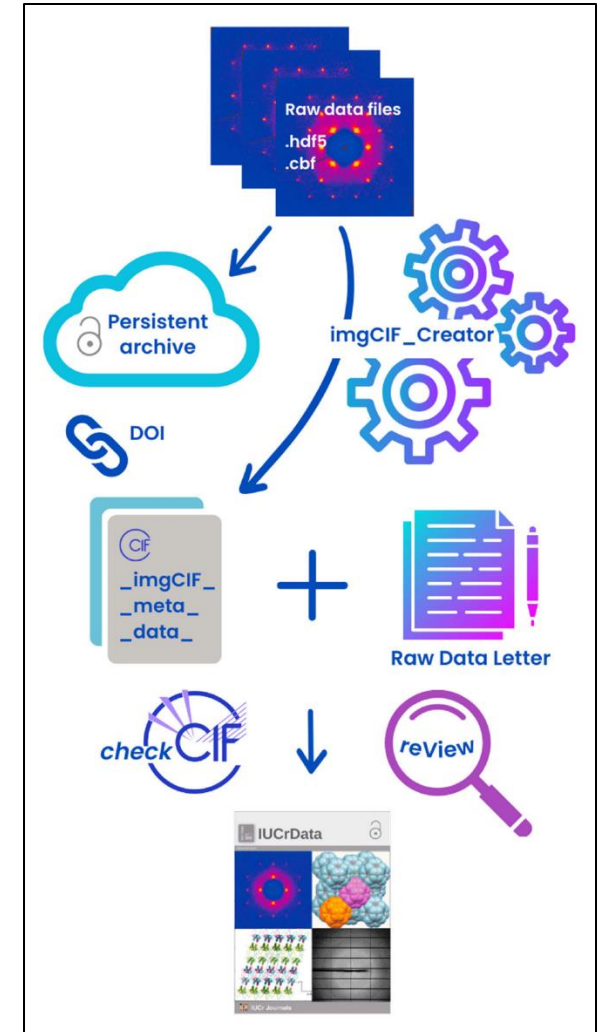 Raw data files
.hdf5
.cbf
Persistent
archive
imgCIF_Creator
DOI
CIF
_imgCIF_
_meta_
_data_
Raw Data Letter
checkCIF
reView
IUCrData
IUCr Journals